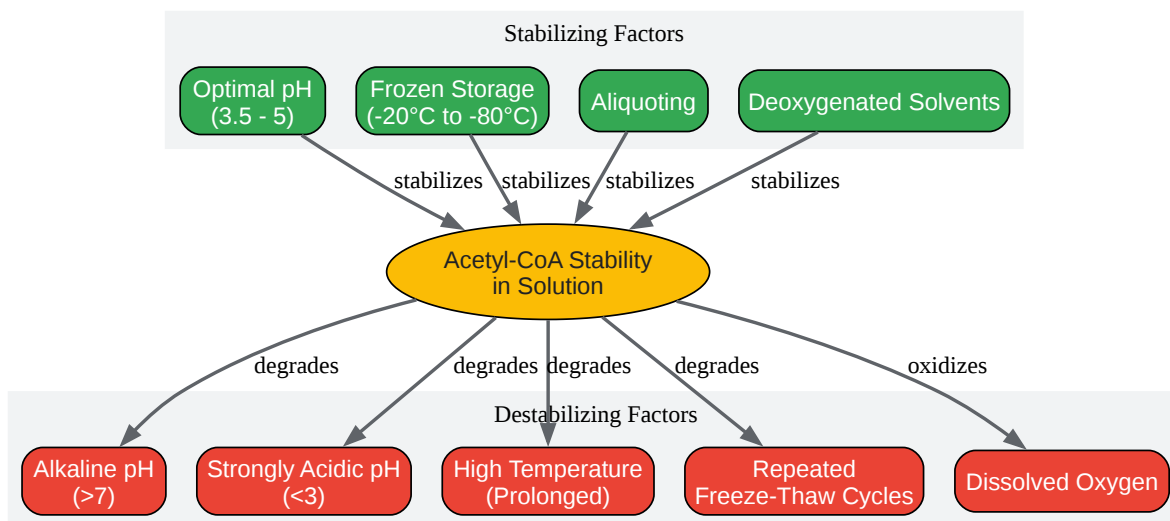 Stabilizing Factors
Optimal pH
(3.5 - 5)
Frozen Storage
(-20°C to -80°C)
Aliquoting
Deoxygenated Solvents
stabilizes
stabilizes
stabilizes
stabilizes
Acetyl-CoA Stability
in Solution
degrades
degrades
degrades
degrades
oxidizes
Destabilizing Factors
Alkaline pH
(>7)
Strongly Acidic pH
(<3)
High Temperature
(Prolonged)
Repeated
Freeze-Thaw Cycles
Dissolved Oxygen